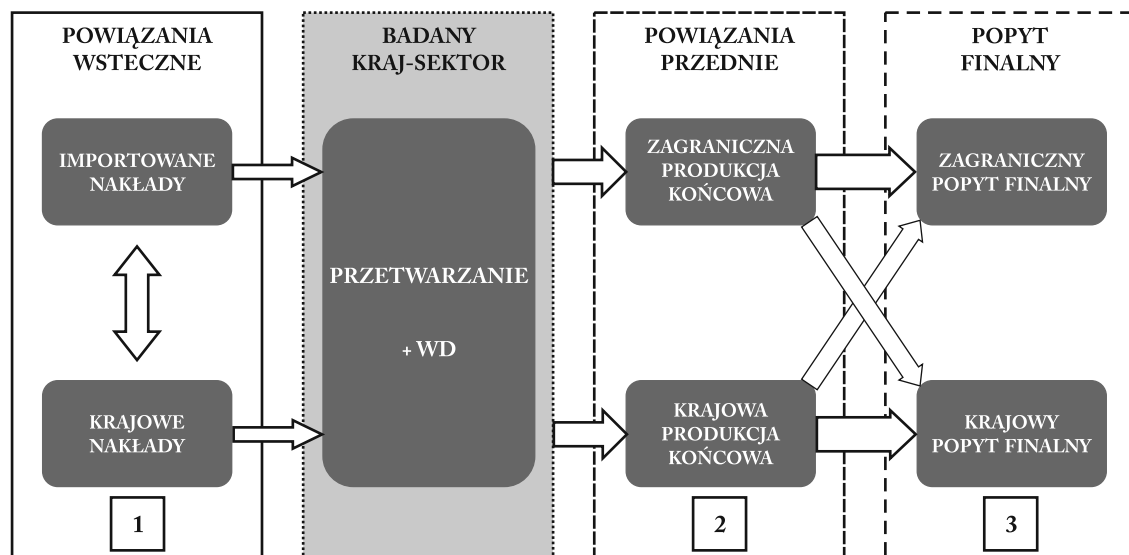 POWIĄZANIA
WSTECZNE
IMPORTOWANE
NAKŁADY
KRAJOWE
NAKŁADY
1
BADANY
KRAJ-SEKTOR
PRZETWARZANIE
+ WD
POWIĄZANIA
PRZEDNIE
ZAGRANICZNA
PRODUKCJA
KOŃCOWA
KRAJOWA
PRODUKCJA
KOŃCOWA
2
POPYT
FINALNY
ZAGRANICZNY
POPYT FINALNY
KRAJOWY
POPYT FINALNY
3